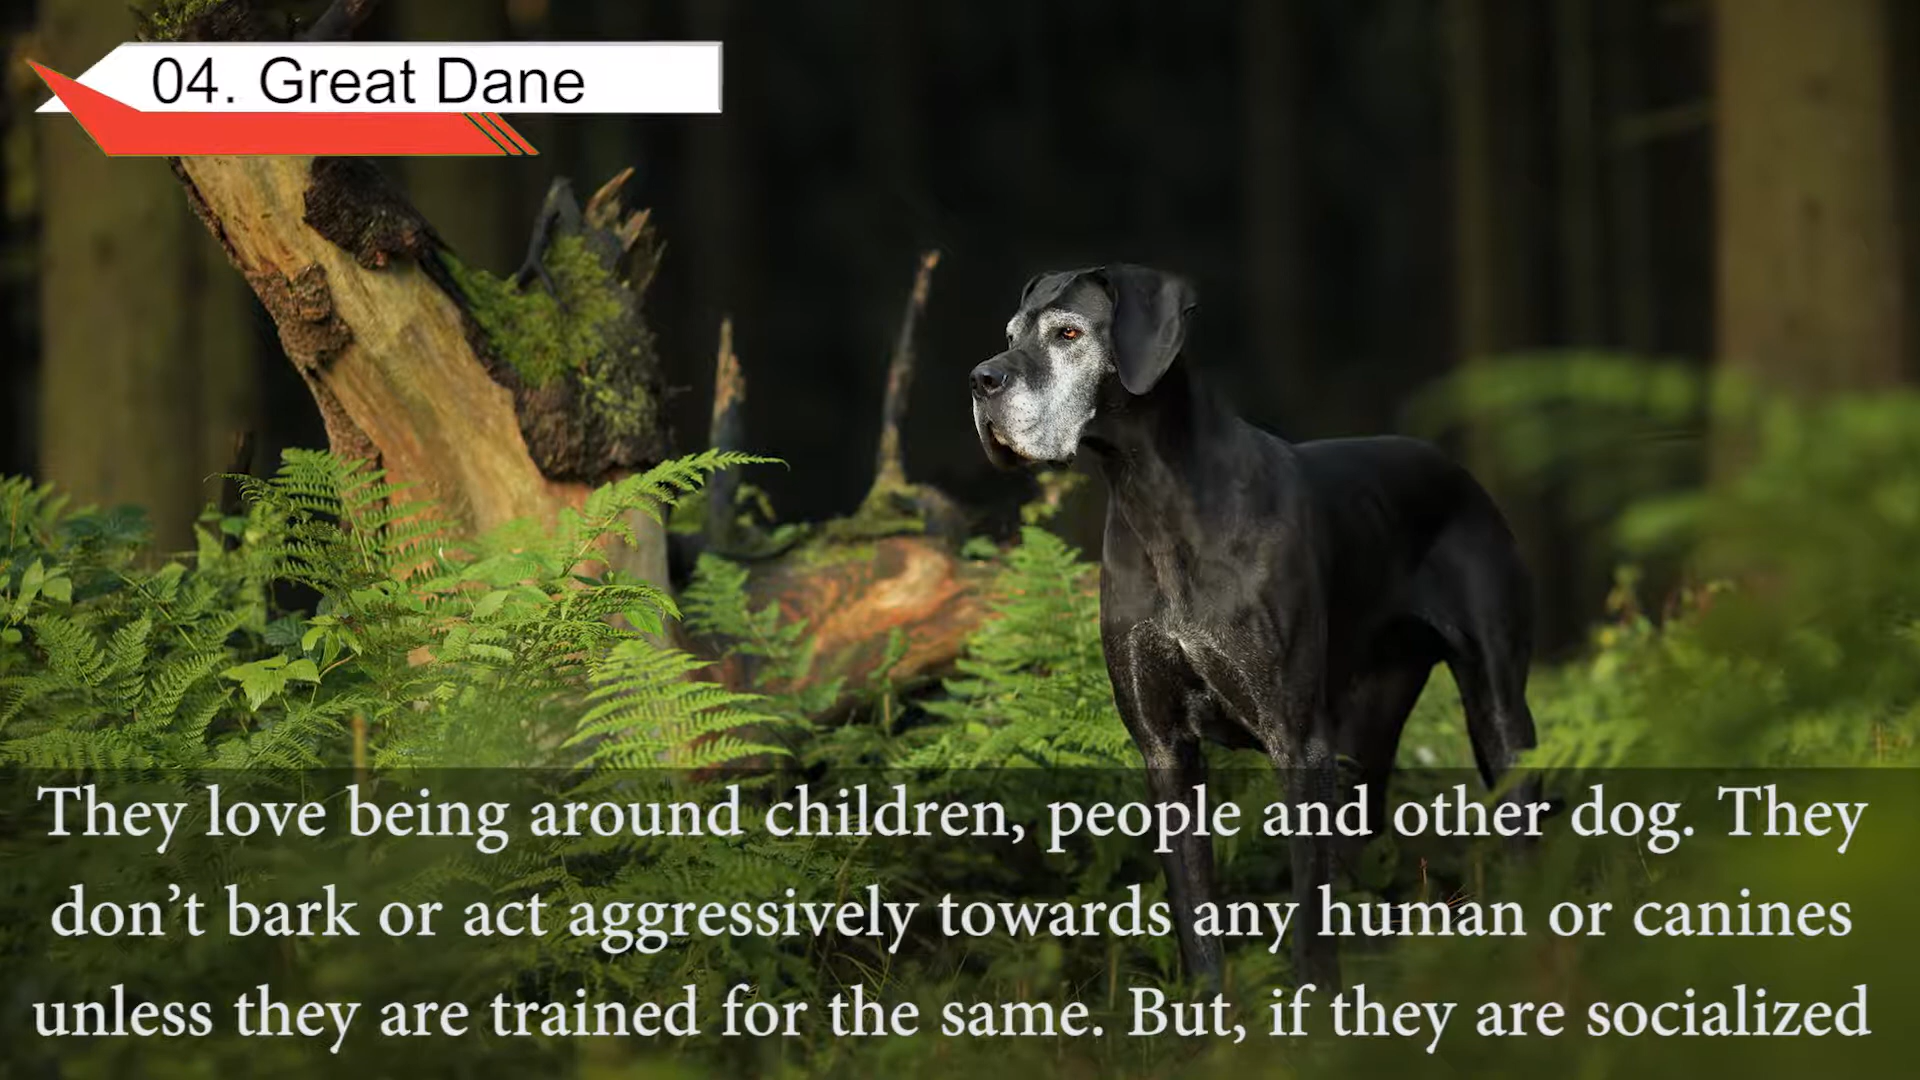 04. Great Dane
They love being around children, people and other dog. They
don’t bark or act aggressively towards any human or canines
unless they are trained for the same. But, if they are socialized